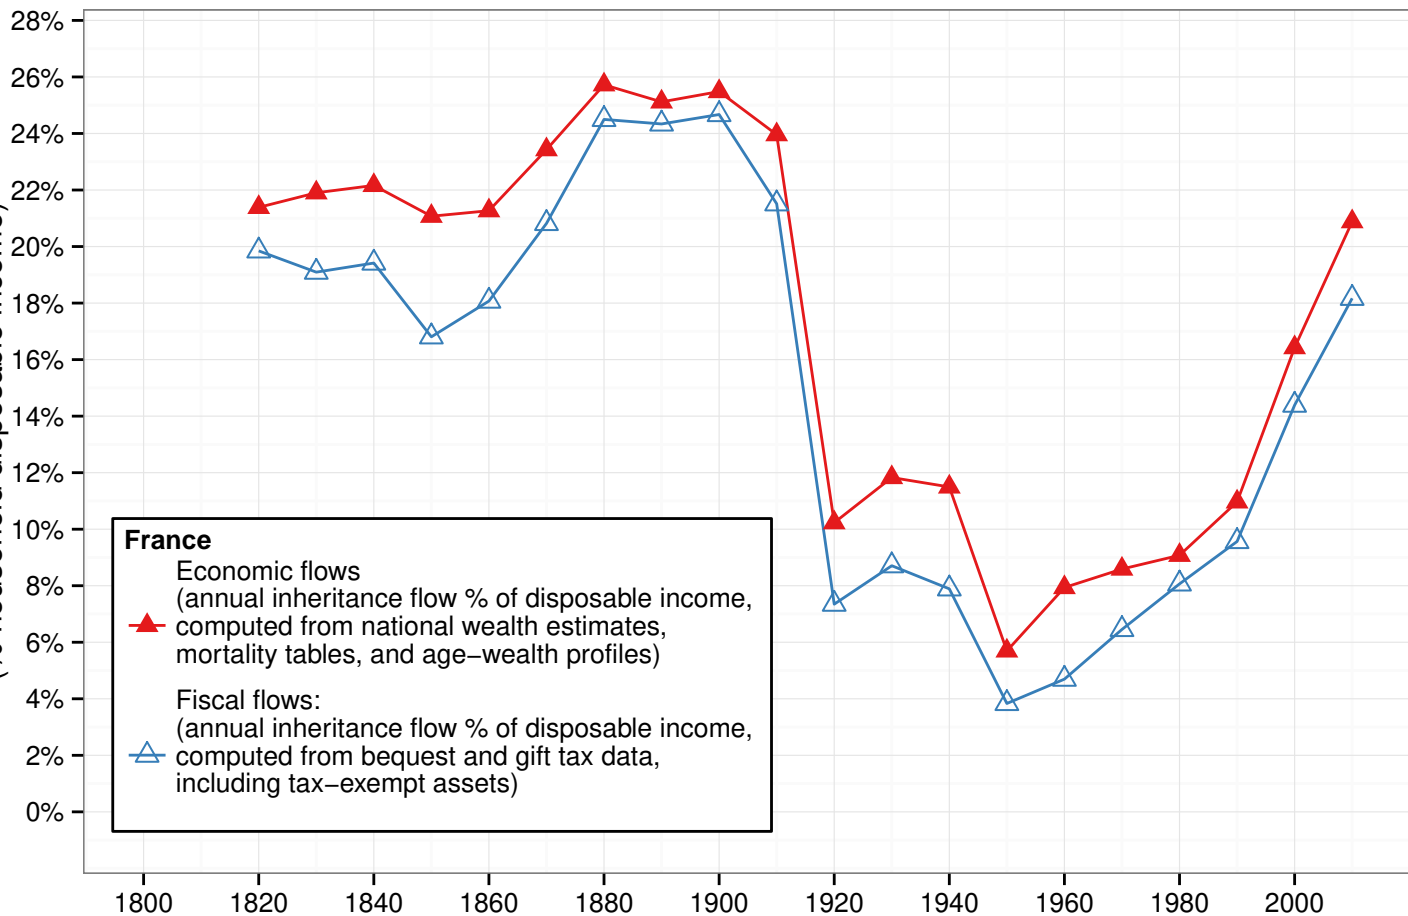 28%
26%
24%
22%
20%
18%
16%
14%
12%
10%
8%
6%
4%
2%
0%
France
Economic flows
(annual inheritance flow % of disposable income,
computed from national wealth estimates,
mortality tables, and age−wealth profiles)
Fiscal flows:
(annual inheritance flow % of disposable income,
computed from bequest and gift tax data,
including tax−exempt assets)
1800 1820 1840 1860 1880 1900 1920 1940 1960 1980 2000